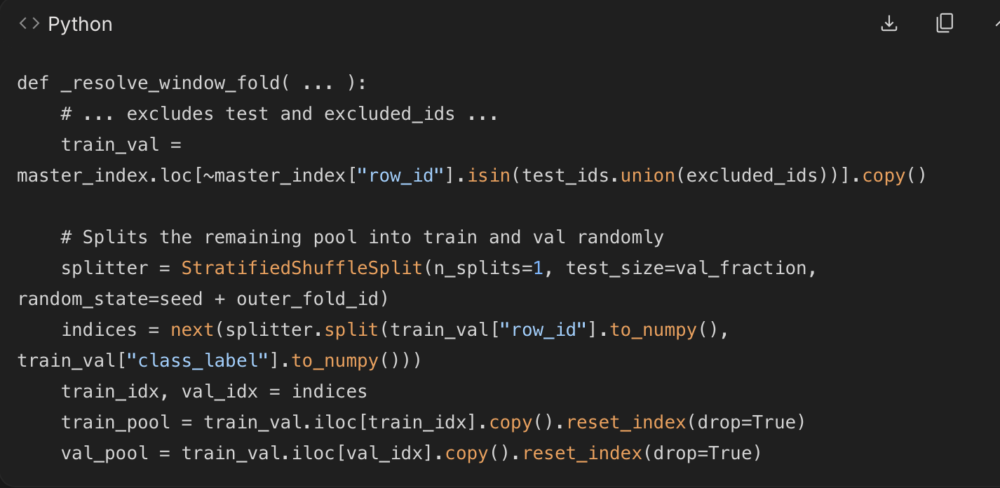 <> Python
def _resolve_window_fold( ... ):
    # ... excludes test and excluded_ids ...
    train_val =
master_index.loc[~master_index["row_id"].isin(test_ids.union(excluded_ids))].copy()

    # Splits the remaining pool into train and val randomly
    splitter = StratifiedShuffleSplit(n_splits=1, test_size=val_fraction,
random_state=seed + outer_fold_id)
    indices = next(splitter.split(train_val["row_id"].to_numpy(),
train_val["class_label"].to_numpy()))
    train_idx, val_idx = indices
    train_pool = train_val.iloc[train_idx].copy().reset_index(drop=True)
    val_pool = train_val.iloc[val_idx].copy().reset_index(drop=True)